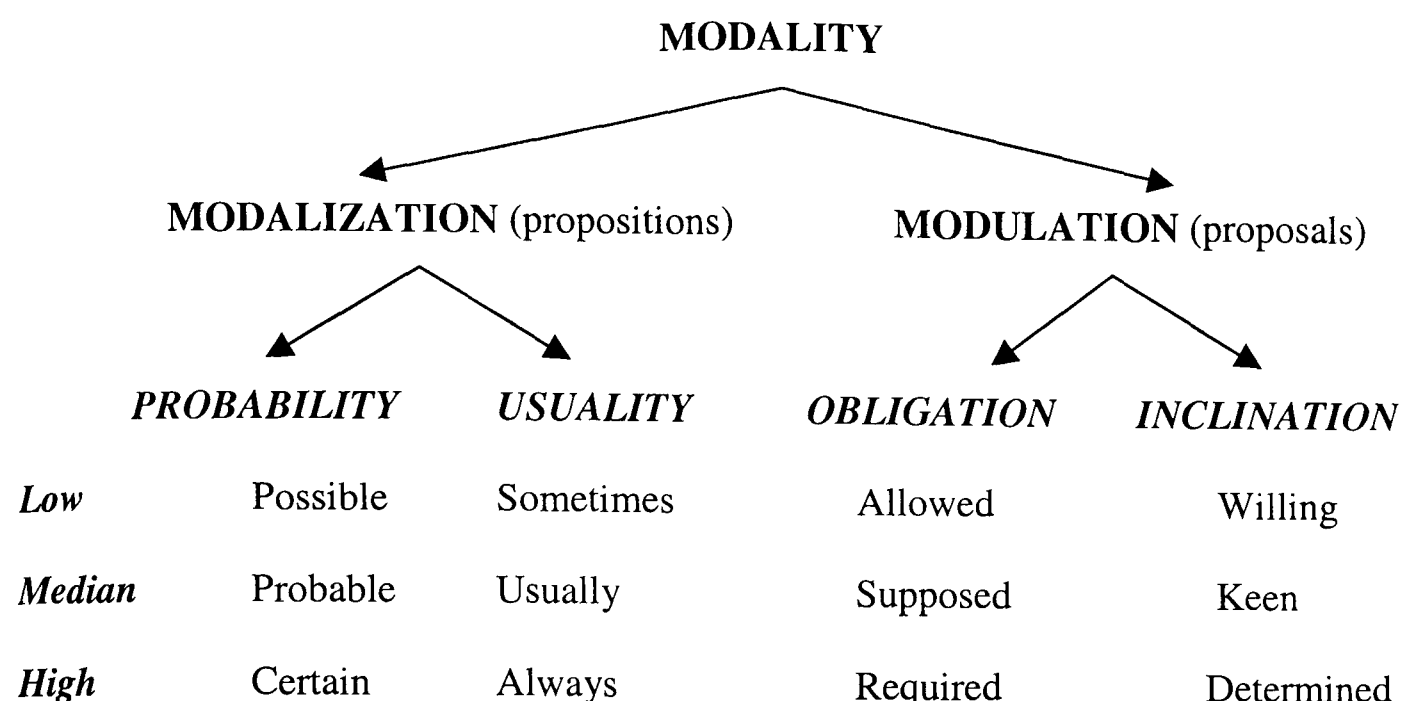 MODALITY
MODALIZATION (propositions) MODULATION (proposals)
PROBABILITY USUALITY OBLIGATION INCLINATION
Low Possible Sometimes Allowed Willing
Median Probable Usually Supposed Keen
High Certain Always Required Determined